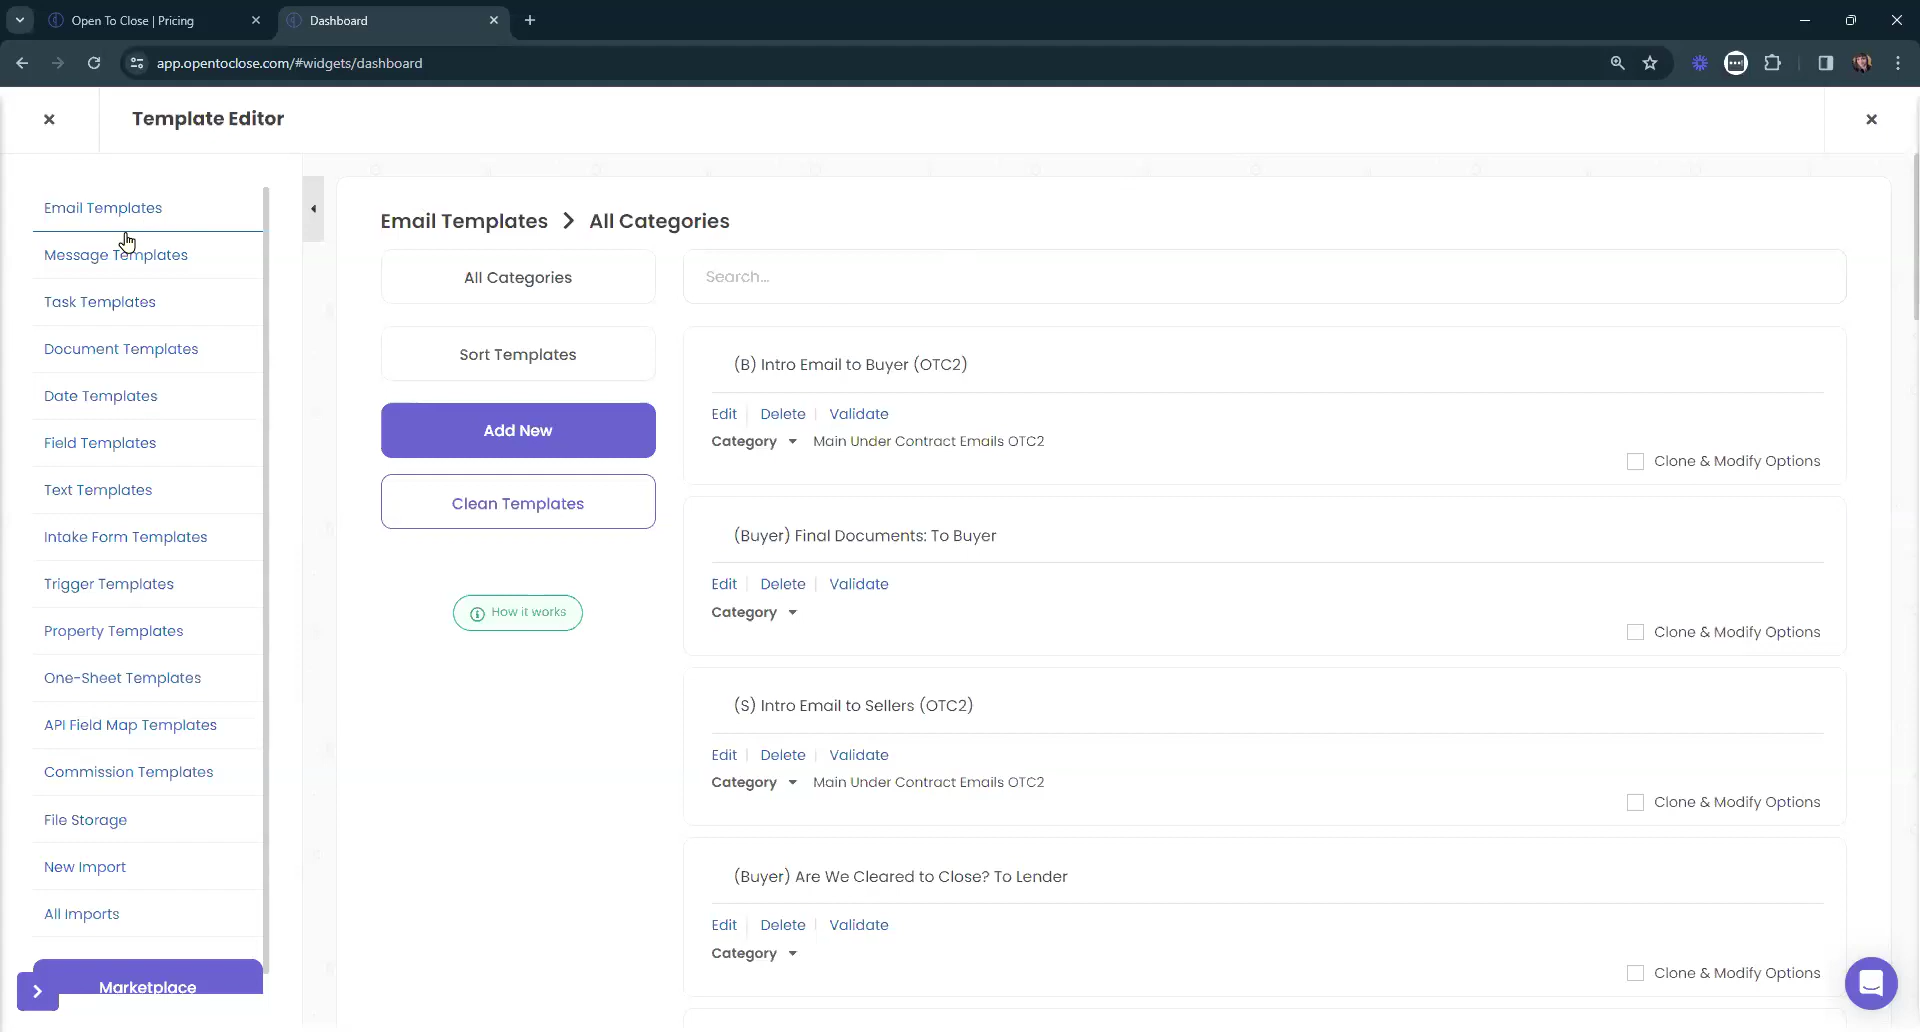 Open To Close | Pricing
Dashboard
app.opentoclose.com/#widgets/dashboard
Template Editor
Email Templates
Message Templates
Task Templates
Document Templates
Date Templates
Field Templates
Text Templates
Intake Form Templates
Trigger Templates
Property Templates
One-Sheet Templates
API Field Map Templates
Commission Templates
File Storage
New Import
All Imports
Marketplace
Email Templates > All Categories
All Categories
Search...
Sort Templates
Add New
Clean Templates
How it works
(B) Intro Email to Buyer (OTC2)
Edit | Delete | Validate
Category Main Under Contract Emails OTC2
Clone & Modify Options
(Buyer) Final Documents: To Buyer
Edit | Delete | Validate
Category
Clone & Modify Options
(S) Intro Email to Sellers (OTC2)
Edit | Delete | Validate
Category Main Under Contract Emails OTC2
Clone & Modify Options
(Buyer) Are We Cleared to Close? To Lender
Edit | Delete | Validate
Category
Clone & Modify Options